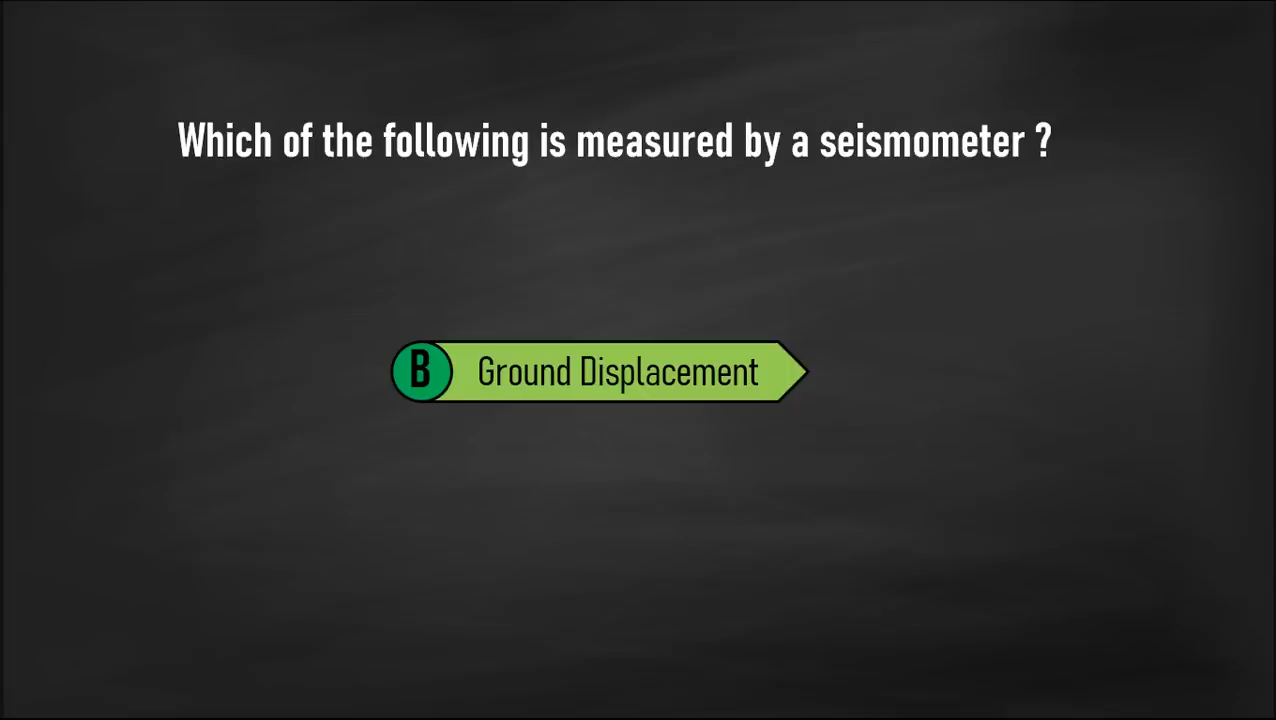 Which of the following is measured by a seismometer ?
B Ground Displacement